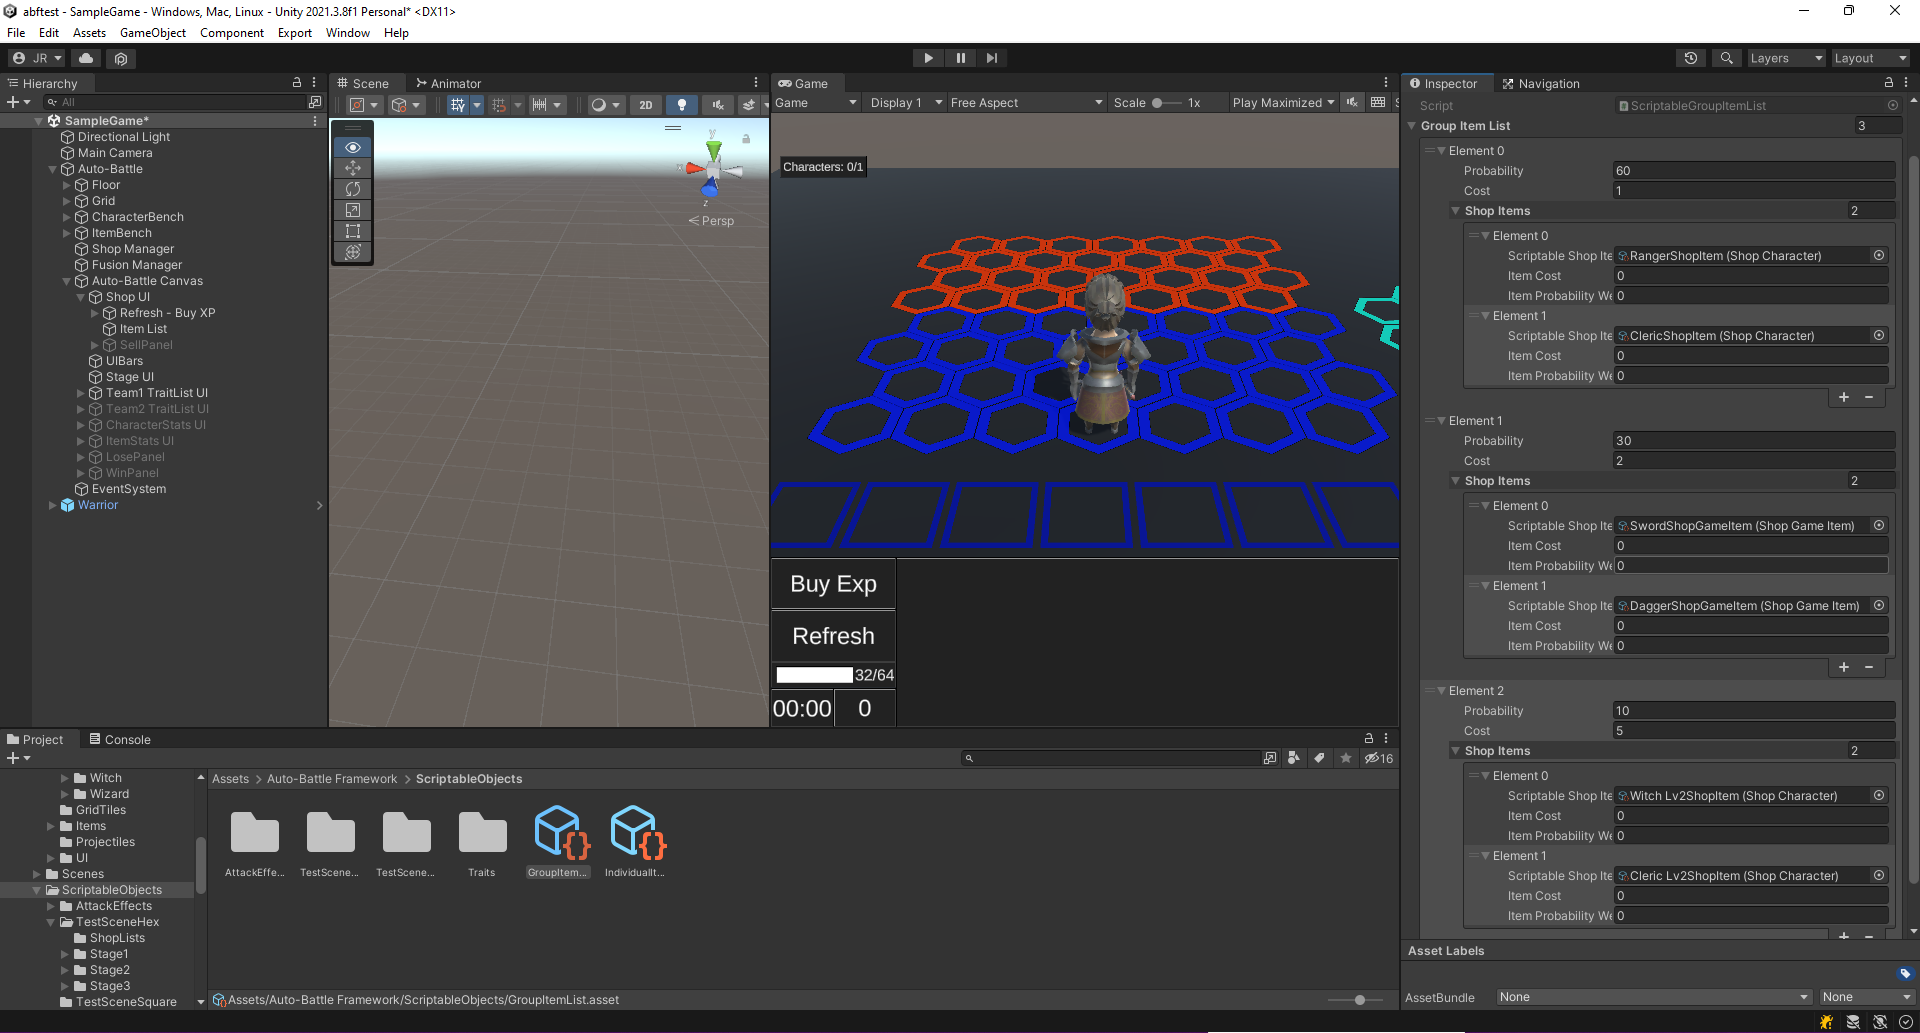 abftest - SampleGame - Windows, Mac, Linux - Unity 2021.3.8f1 Personal* <DX11>
File Edit Assets GameObject Component Export Window Help
JR
Layers
Layout
Hierarchy
All
SampleGame*
Directional Light
Main Camera
Auto-Battle
Floor
Grid
CharacterBench
ItemBench
Shop Manager
Fusion Manager
Auto-Battle Canvas
Shop UI
Refresh - Buy XP
Item List
SellPanel
UIBars
Stage UI
Team1 TraitList UI
Team2 TraitList UI
CharacterStats UI
ItemStats UI
LosePanel
WinPanel
EventSystem
Warrior
Scene
Animator
2D
y
z
Persp
Game
Game
Display 1
Free Aspect
Scale
1x
Play Maximized
Characters: 0/1
Buy Exp
Refresh
32/64
00:00
0
Inspector
Navigation
Script
ScriptableGroupItemList
Group Item List
3
Element 0
Probability
60
Cost
1
Shop Items
2
Element 0
Scriptable Shop Ite
RangerShopItem (Shop Character)
Item Cost
0
Item Probability We
0
Element 1
Scriptable Shop Ite
ClericShopItem (Shop Character)
Item Cost
0
Item Probability We
0
Element 1
Probability
30
Cost
2
Shop Items
2
Element 0
Scriptable Shop Ite
SwordShopGameItem (Shop Game Item)
Item Cost
0
Item Probability We
0
Element 1
Scriptable Shop Ite
DaggerShopGameItem (Shop Game Item)
Item Cost
0
Item Probability We
0
Element 2
Probability
10
Cost
5
Shop Items
2
Element 0
Scriptable Shop Ite
Witch Lv2ShopItem (Shop Character)
Item Cost
0
Item Probability We
0
Element 1
Scriptable Shop Ite
Cleric Lv2ShopItem (Shop Character)
Item Cost
0
Item Probability We
0
Asset Labels
AssetBundle
None
None
Project
Console
16
Witch
Wizard
GridTiles
Items
Projectiles
UI
Scenes
ScriptableObjects
AttackEffects
TestSceneHex
ShopLists
Stage1
Stage2
Stage3
TestSceneSquare
Assets > Auto-Battle Framework > ScriptableObjects
AttackEffe...
TestScene...
TestScene...
Traits
GroupItem...
IndividualIt...
Assets/Auto-Battle Framework/ScriptableObjects/GroupItemList.asset